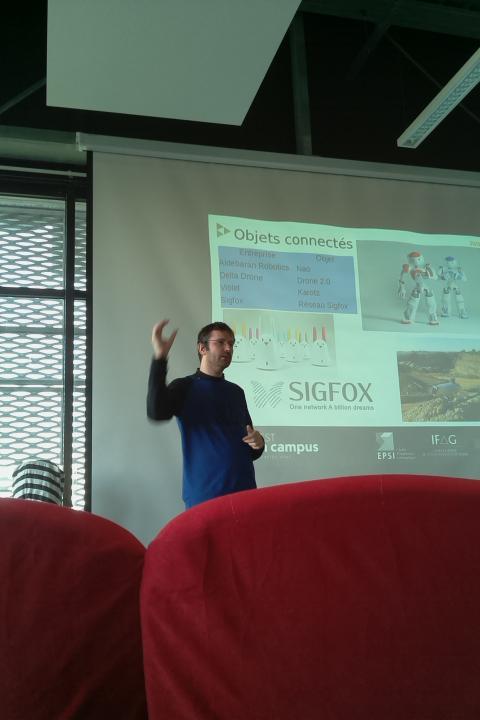 Objets connectés
Entreprise Objet
Aldebaran Robotics Nao
Delta Drone Drone 2.0
Violet Karotz
Sigfox Réseau Sigfox
SIGFOX
One network A billion dreams
campus
EPSI
IFAG